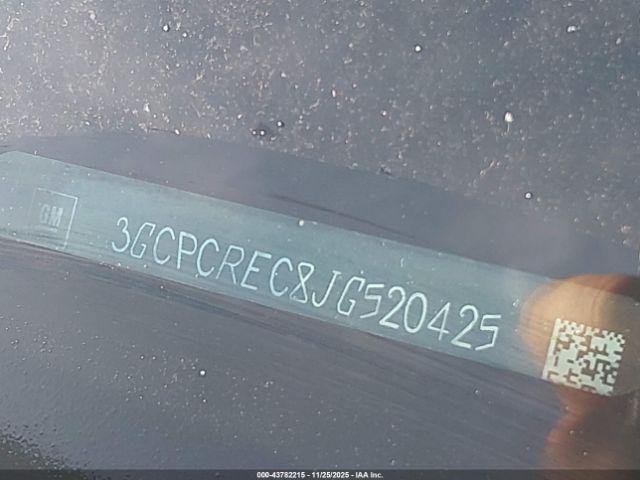 GM
3GCPCREC8JG520425
000-43782215 - 11/25/2025 - IAA Inc.